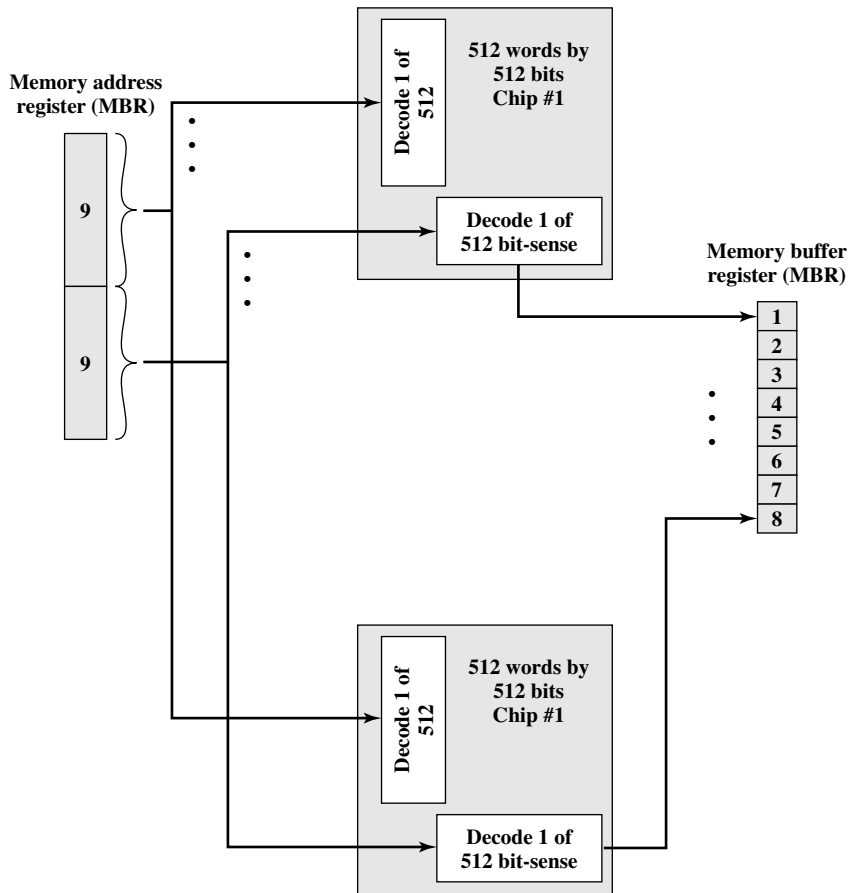 Memory address
register (MBR)
9
9
Decode 1 of
512
512 words by
512 bits
Chip #1
Decode 1 of
512 bit-sense
Memory buffer
register (MBR)
1
2
3
4
5
6
7
8
Decode 1 of
512
512 words by
512 bits
Chip #1
Decode 1 of
512 bit-sense